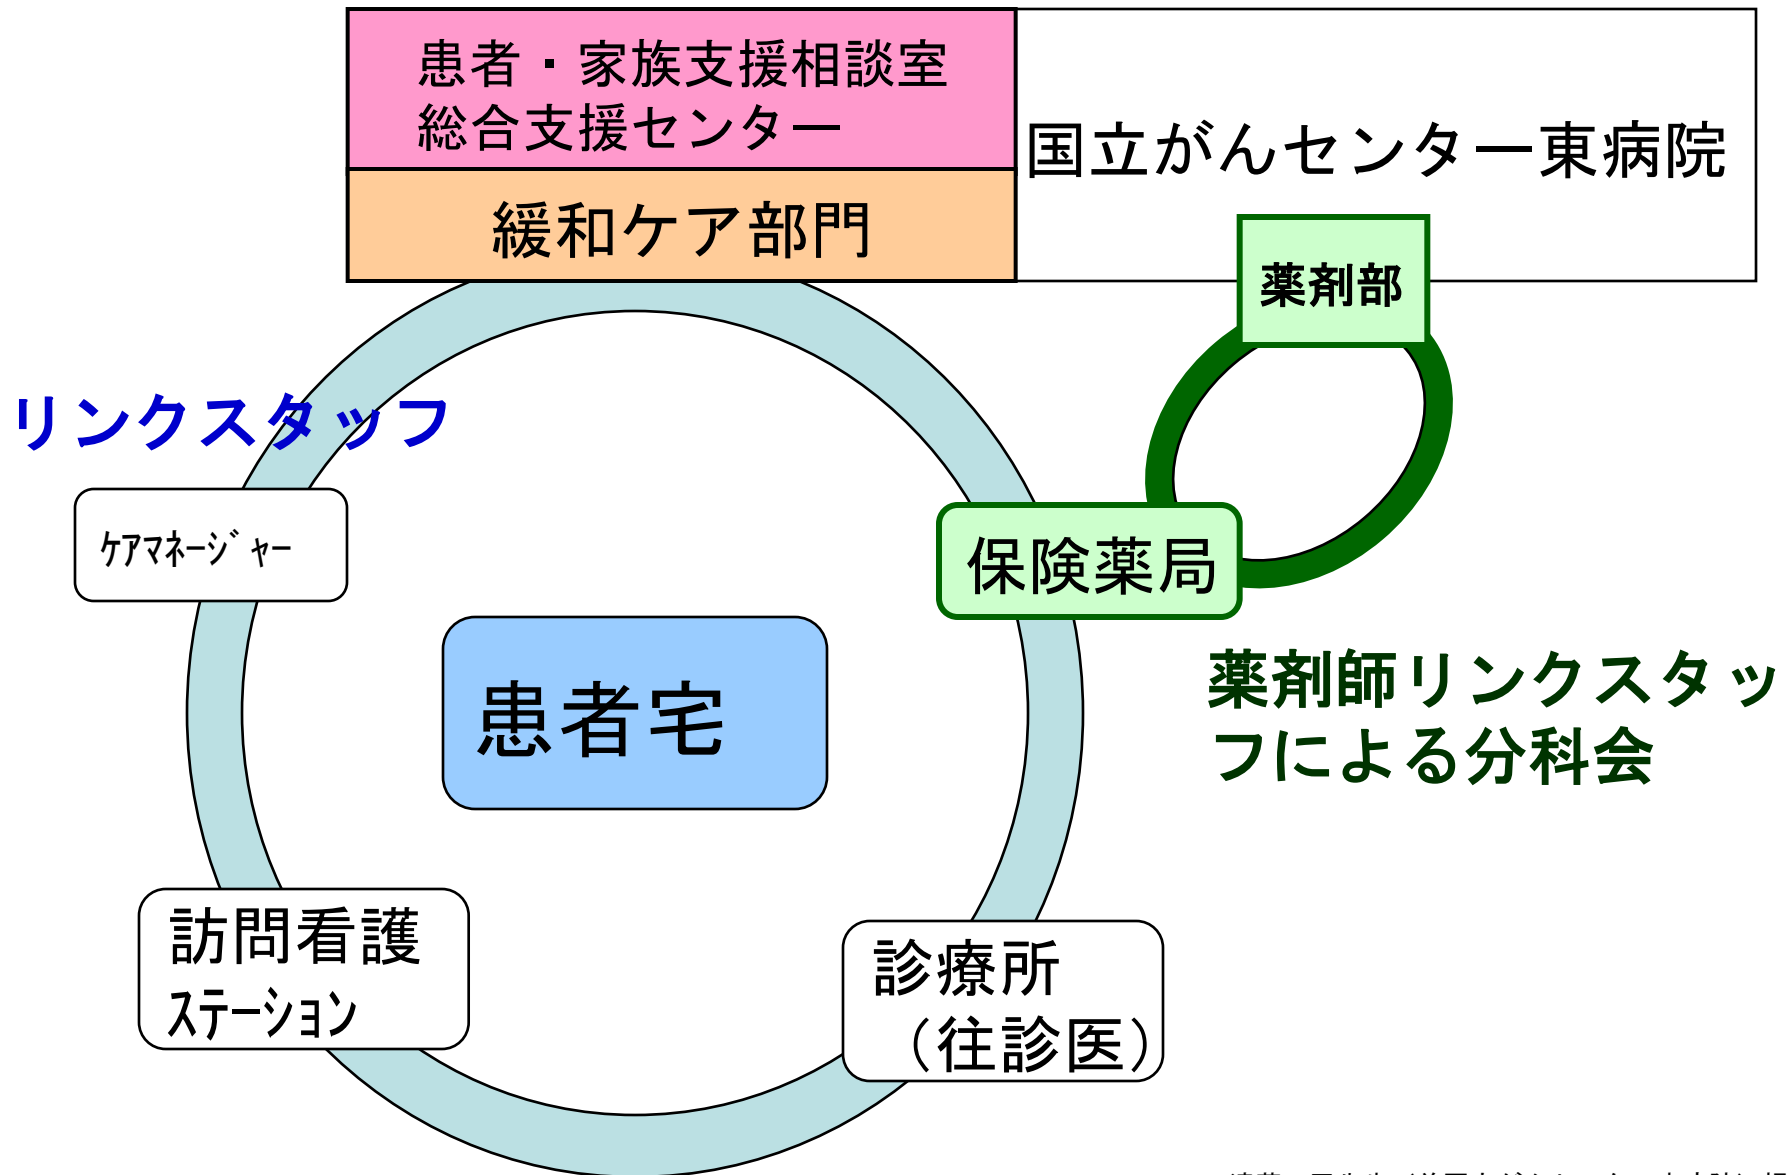 患者・家族支援相談室
総合支援センター
国立がんセンター東病院
緩和ケア部門
薬剤部
リンクスタッフ
ｹｱﾏﾈｰｼﾞｬｰ
保険薬局
患者宅
薬剤師リンクスタッ
フによる分科会
訪問看護
ｽﾃｰｼｮﾝ
診療所
（往診医）